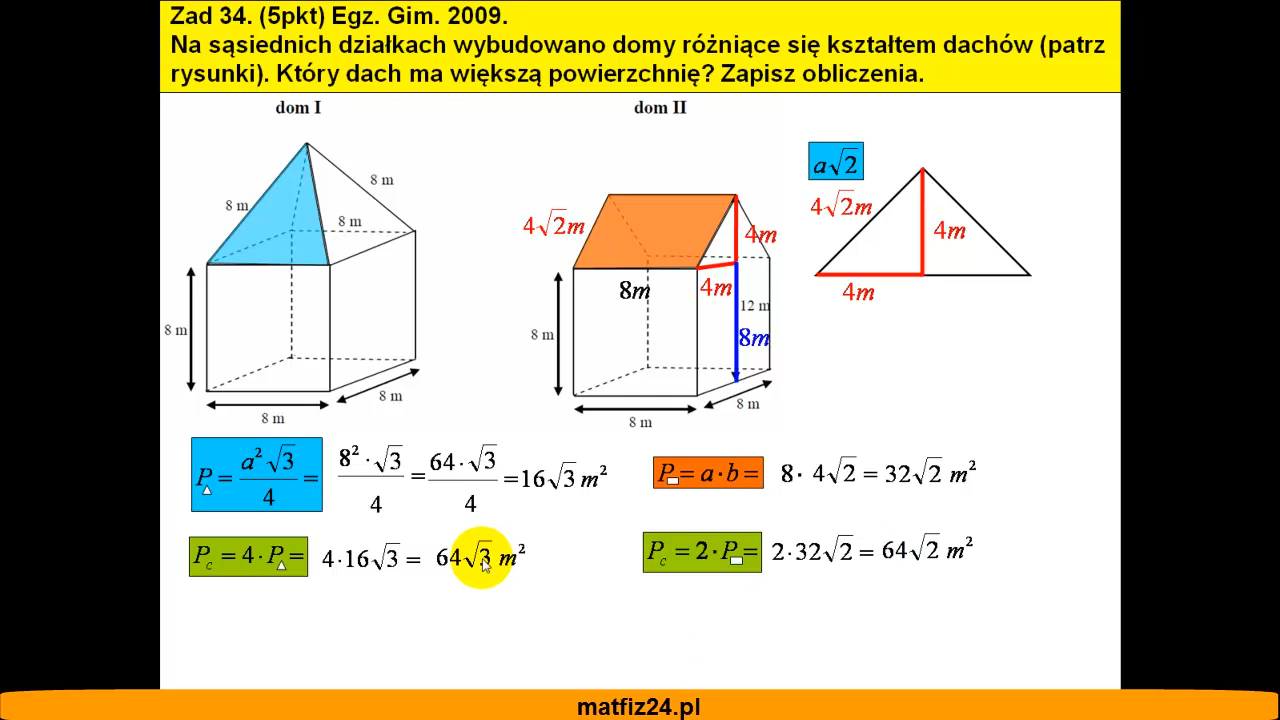 Zad 34. (5pkt) Egz. Gim. 2009.
Na sąsiednich działkach wybudowano domy różniące się kształtem dachów (patrz
rysunki). Który dach ma większą powierzchnię? Zapisz obliczenia.
dom I
dom II
8 m
8 m
8 m
8 m
8 m
8 m
4√2m
4m
8m
4m
12 m
8m
8 m
8 m
8 m
a√2
4√2m
4m
4m
P△ = a²√3/4 = 8²·√3/4 = 64·√3/4 = 16√3 m²
P▭ = a·b = 8· 4√2 = 32√2 m²
Pc = 4·P△ = 4·16√3 = 64√3 m²
Pc = 2·P▭ = 2·32√2 = 64√2 m²
matfiz24.pl